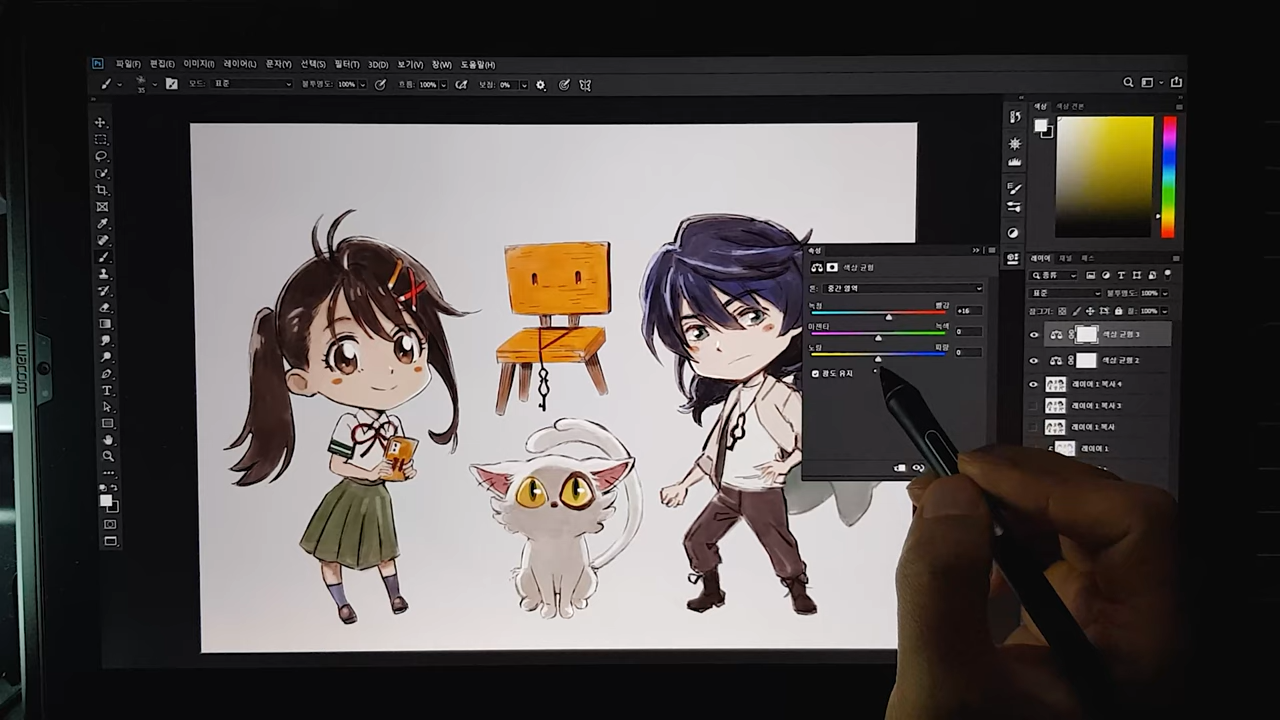 Ps 파일(F) 편집(E) 이미지(I) 레이어(L) 문자(Y) 선택(S) 필터(T) 3D(D) 보기(V) 창(W) 도움말(H)
35 모드: 표준 불투명도: 100% 흐름: 100% 보정: 0%
색상 색상 견본
속성
색상 균형
톤: 중간 영역
녹청 빨강 +16
마젠타 녹색 0
노랑 파랑 0
광도 유지
레이어 채널 패스
종류
표준 불투명도: 100%
잠그기: 칠: 100%
색상 균형 3
색상 균형 2
레이어 1 복사 4
레이어 1 복사 3
레이어 1 복사
레이어 1
wacom